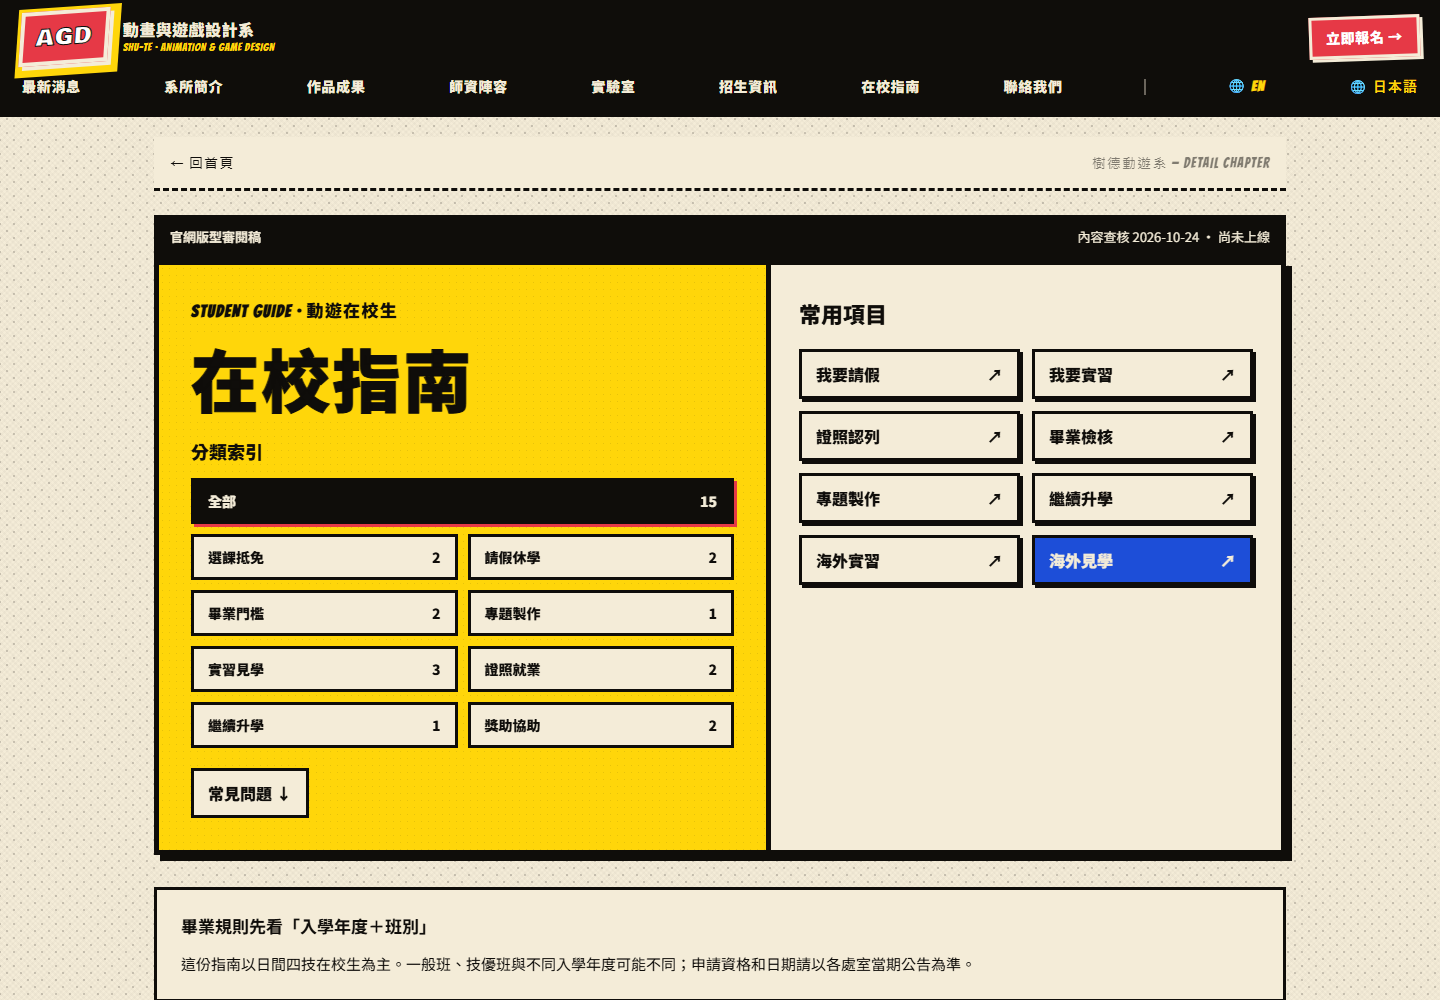 AGD
動畫與遊戲設計系
SHU-TE · ANIMATION & GAME DESIGN
立即報名 →
最新消息 系所簡介 作品成果 師資陣容 實驗室 招生資訊 在校指南 聯絡我們 | EN 日本語
← 回首頁
樹德動遊系 — DETAIL CHAPTER
官網版型審閱稿
內容查核 2026-10-24 · 尚未上線
STUDENT GUIDE · 動遊在校生
在校指南
分類索引
全部 15
選課抵免 2
請假休學 2
畢業門檻 2
專題製作 1
實習見學 3
證照就業 2
繼續升學 1
獎助協助 2
常見問題 ↓
常用項目
我要請假 ↗
我要實習 ↗
證照認列 ↗
畢業檢核 ↗
專題製作 ↗
繼續升學 ↗
海外實習 ↗
海外見學 ↗
畢業規則先看「入學年度＋班別」
這份指南以日間四技在校生為主。一般班、技優班與不同入學年度可能不同；申請資格和日期請以各處室當期公告為準。